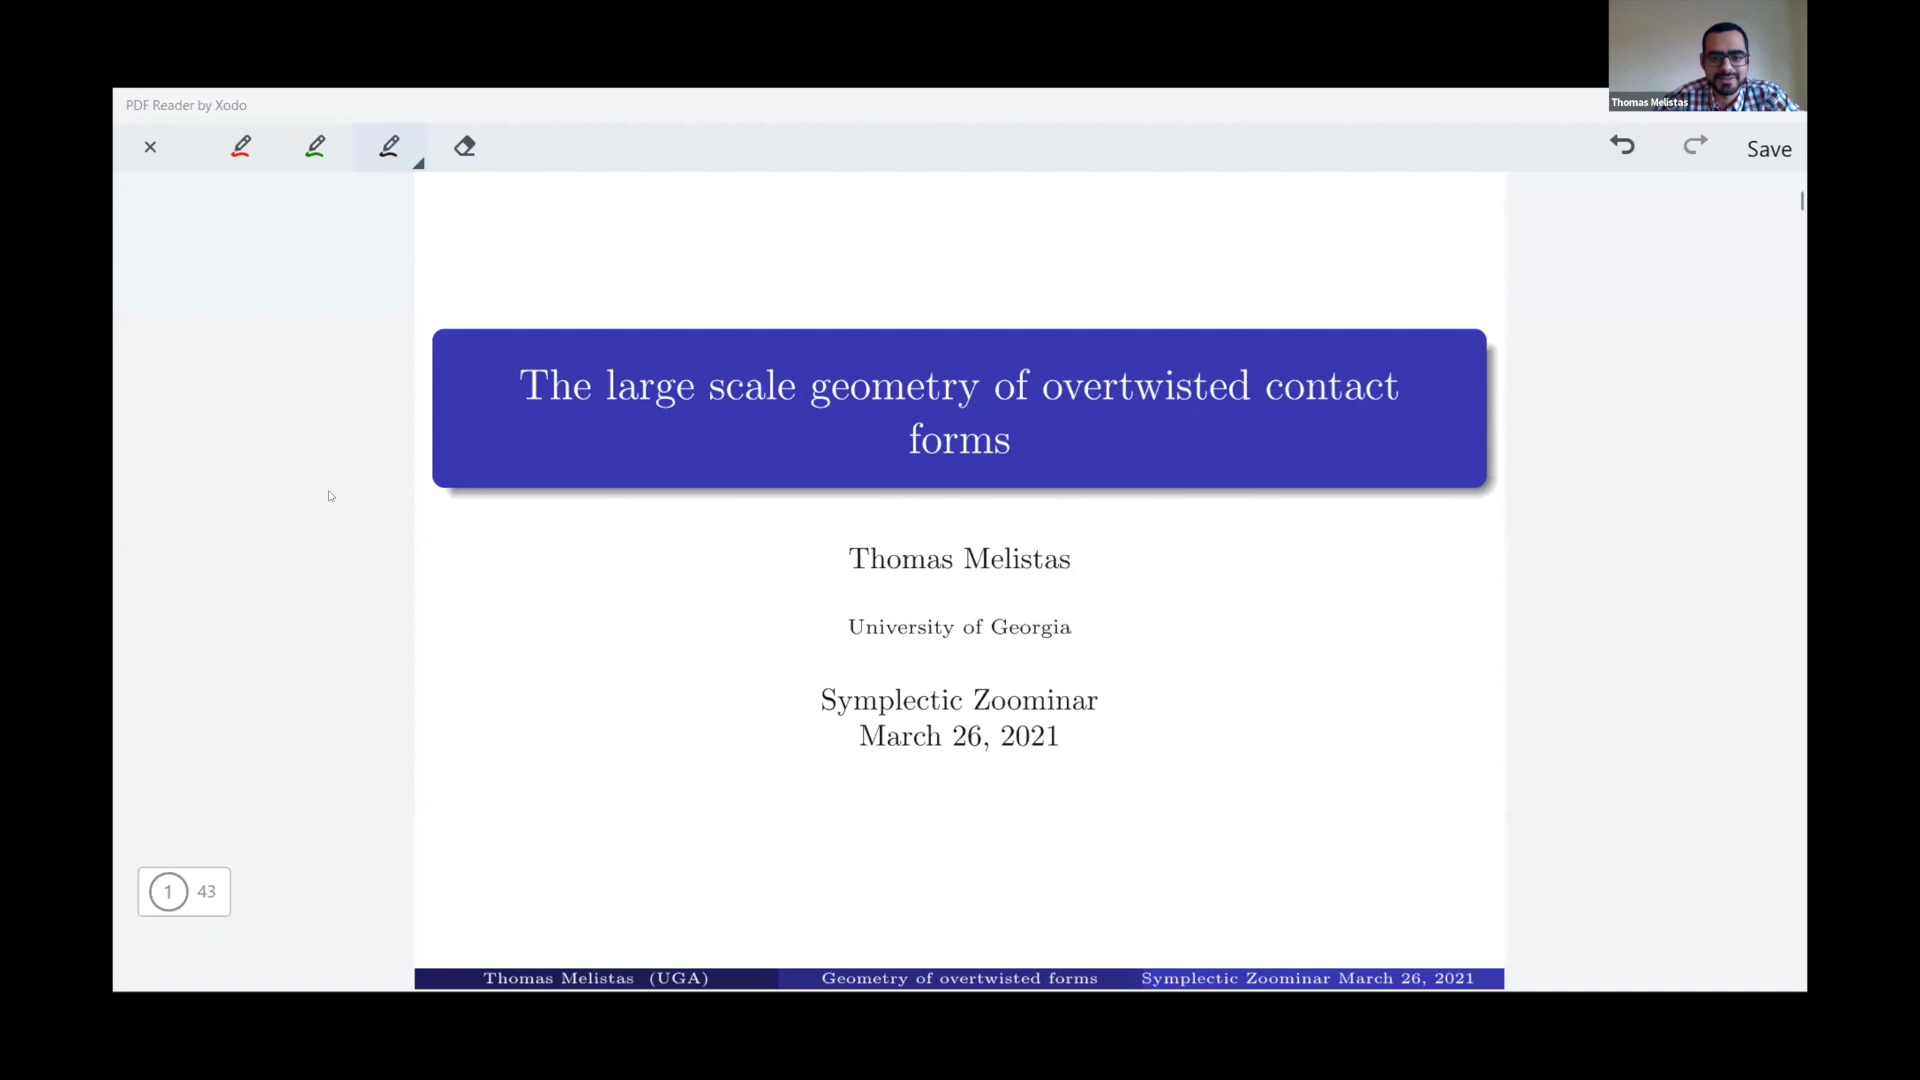 Thomas Melistas
PDF Reader by Xodo
Save
The large scale geometry of overtwisted contact
forms
Thomas Melistas
University of Georgia
Symplectic Zoominar
March 26, 2021
1 43
Thomas Melistas (UGA) Geometry of overtwisted forms Symplectic Zoominar March 26, 2021